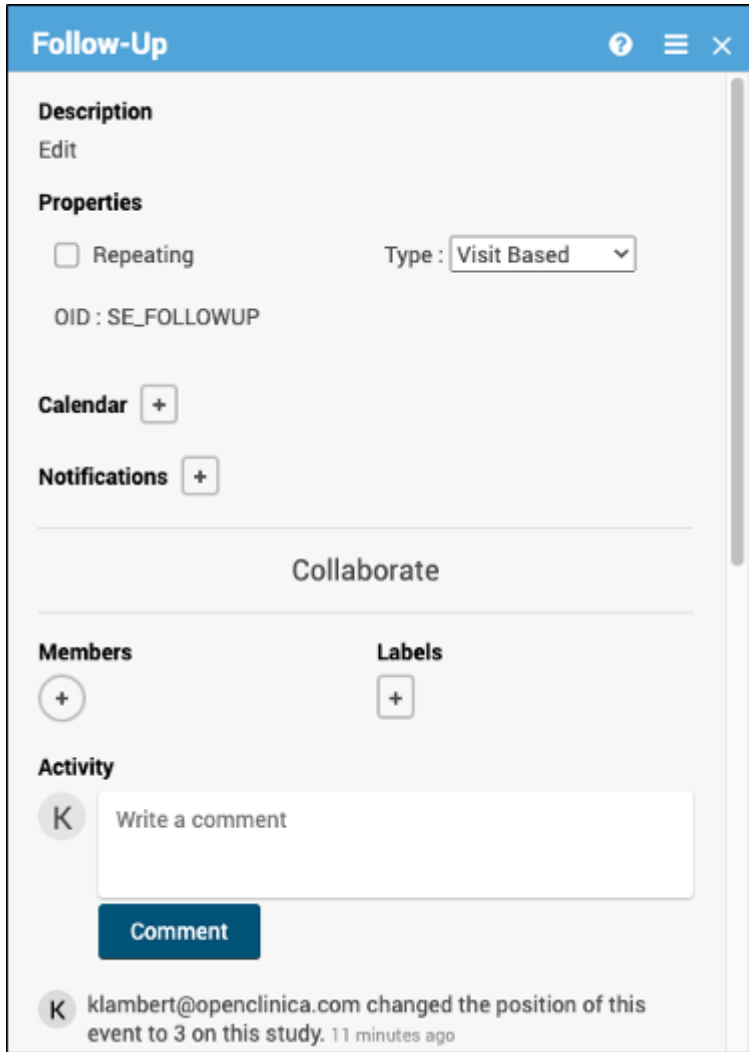 Follow-Up
Description
Edit
Properties
Repeating Type : Visit Based
OID : SE_FOLLOWUP
Calendar +
Notifications +
Collaborate
Members Labels
+ +
Activity
K Write a comment
Comment
K klambert@openclinica.com changed the position of this
event to 3 on this study. 11 minutes ago